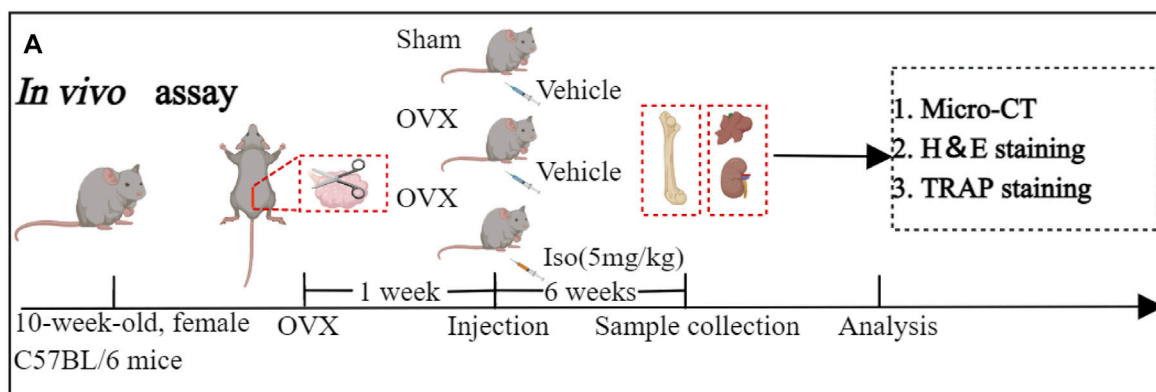 A
In vivo assay
Sham
Vehicle
OVX
Vehicle
OVX
Iso(5mg/kg)
1. Micro-CT
2. H&E staining
3. TRAP staining
1 week
6 weeks
10-week-old, female
C57BL/6 mice
OVX
Injection
Sample collection
Analysis